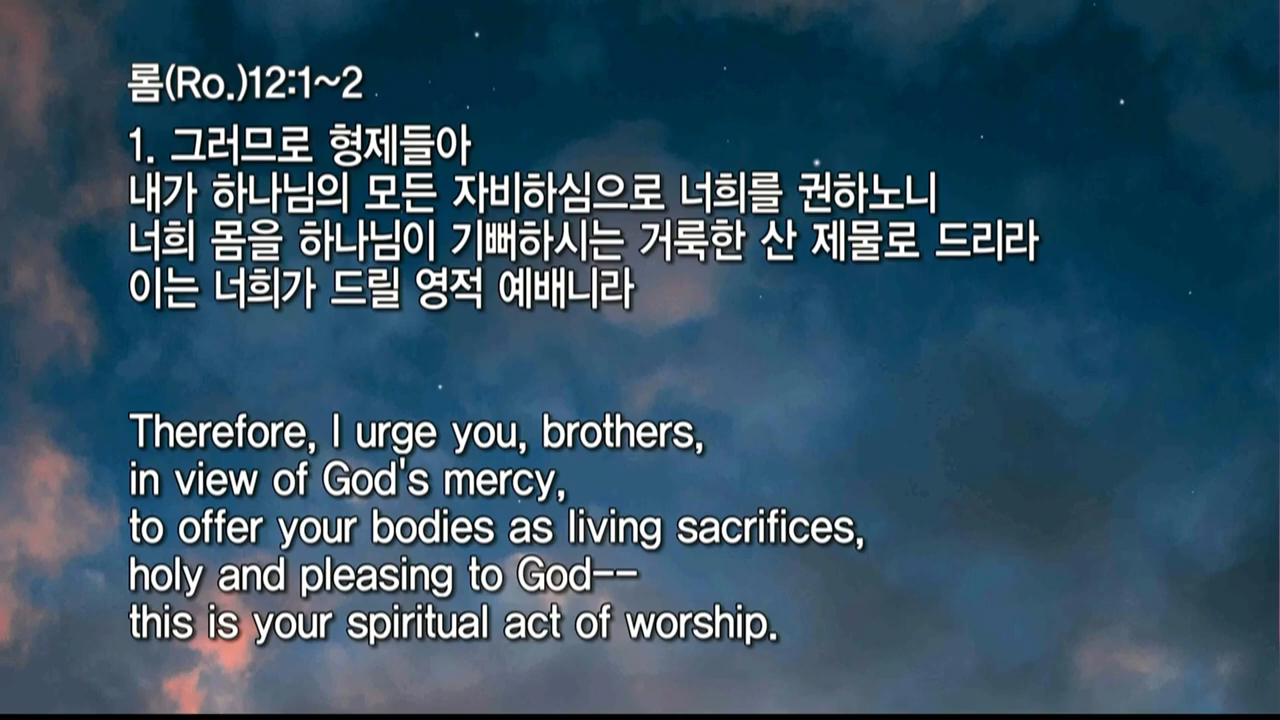 롬(Ro.)12:1~2
1. 그러므로 형제들아
내가 하나님의 모든 자비하심으로 너희를 권하노니
너희 몸을 하나님이 기뻐하시는 거룩한 산 제물로 드리라
이는 너희가 드릴 영적 예배니라
Therefore, I urge you, brothers,
in view of God's mercy,
to offer your bodies as living sacrifices,
holy and pleasing to God--
this is your spiritual act of worship.